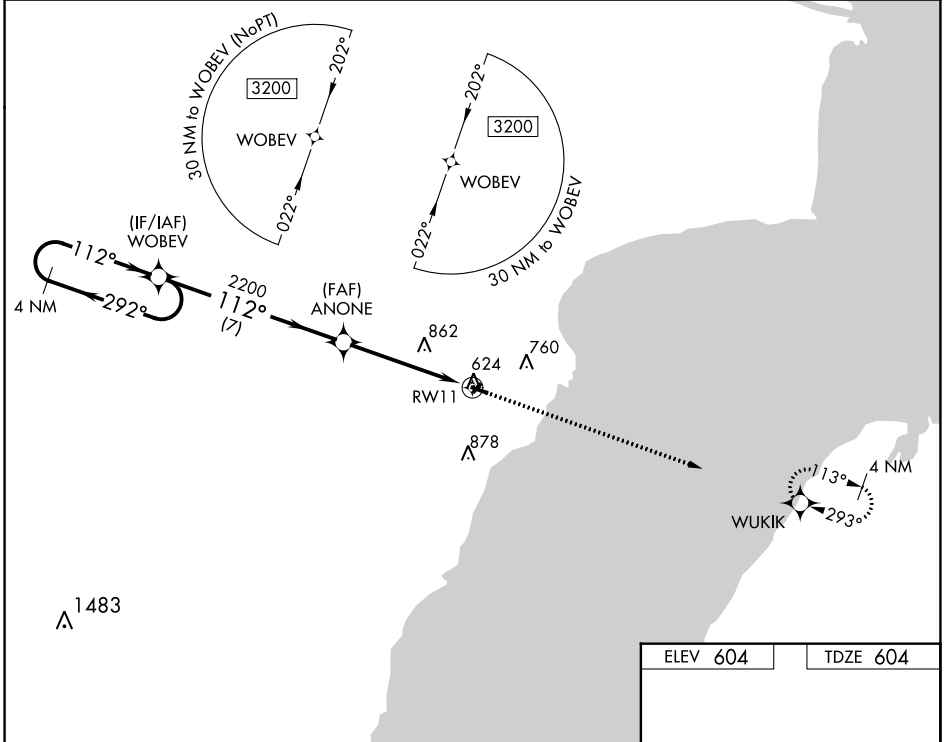 30 NM to WOBEV (NoPT)
3200
202°
WOBEV
022°
202°
3200
WOBEV
022°
30 NM to WOBEV
(IF/IAF)
WOBEV
112°
4 NM
292°
2200
112°
(7)
(FAF)
ANONE
862
760
624
RW11
878
113°
4 NM
293°
WUKIK
1483
ELEV 604
TDZE 604